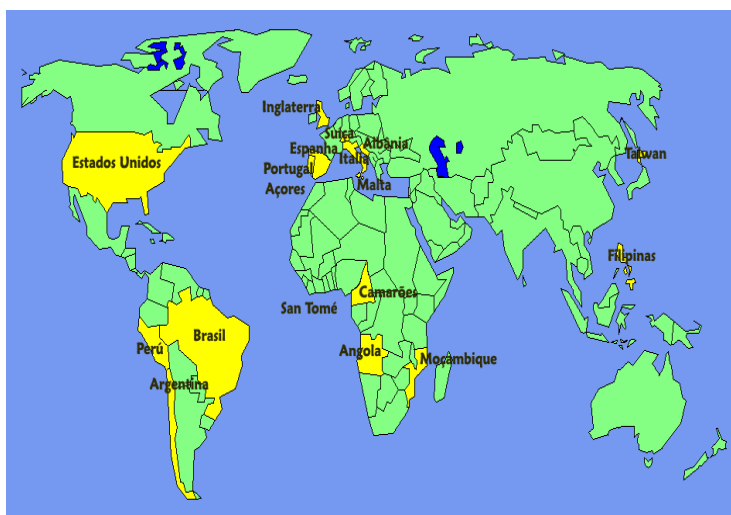 Inglaterra
Suiça
Albânia
Espanha
Itália
Taiwan
Estados Unidos
Portugal
Malta
Açores
Filipinas
Camarões
San Tomé
Brasil
Perú
Angola
Moçambique
Argentina